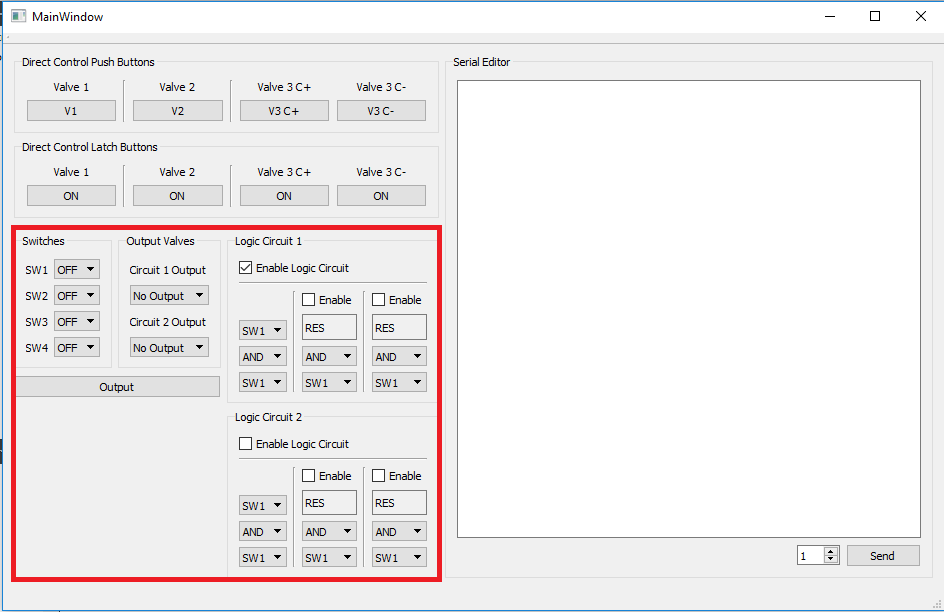 MainWindow
Direct Control Push Buttons
Valve 1 Valve 2 Valve 3 C+ Valve 3 C-
V1 V2 V3 C+ V3 C-
Direct Control Latch Buttons
Valve 1 Valve 2 Valve 3 C+ Valve 3 C-
ON ON ON ON
Switches
SW1 OFF
SW2 OFF
SW3 OFF
SW4 OFF
Output Valves
Circuit 1 Output
No Output
Circuit 2 Output
No Output
Output
Logic Circuit 1
Enable Logic Circuit
Enable Enable
SW1 RES RES
AND AND AND
SW1 SW1 SW1
Logic Circuit 2
Enable Logic Circuit
Enable Enable
SW1 RES RES
AND AND AND
SW1 SW1 SW1
Serial Editor
1 Send